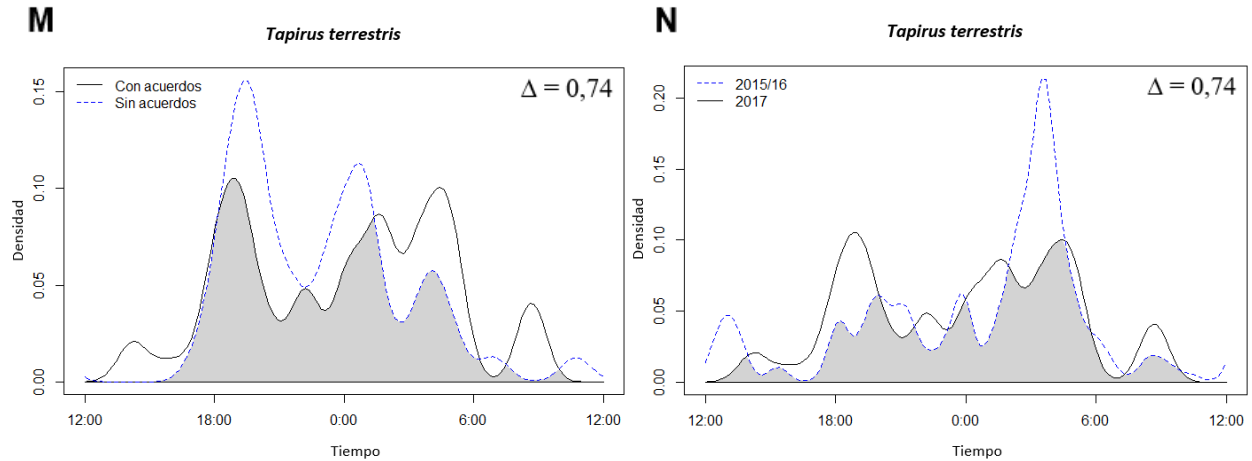 M
Tapirus terrestris
Con acuerdos
Sin acuerdos
Δ = 0,74
Densidad
0.15
0.10
0.05
0.00
12:00 18:00 0:00 6:00 12:00
Tiempo
N
Tapirus terrestris
2015/16
2017
Δ = 0,74
Densidad
0.20
0.15
0.10
0.05
0.00
12:00 18:00 0:00 6:00 12:00
Tiempo